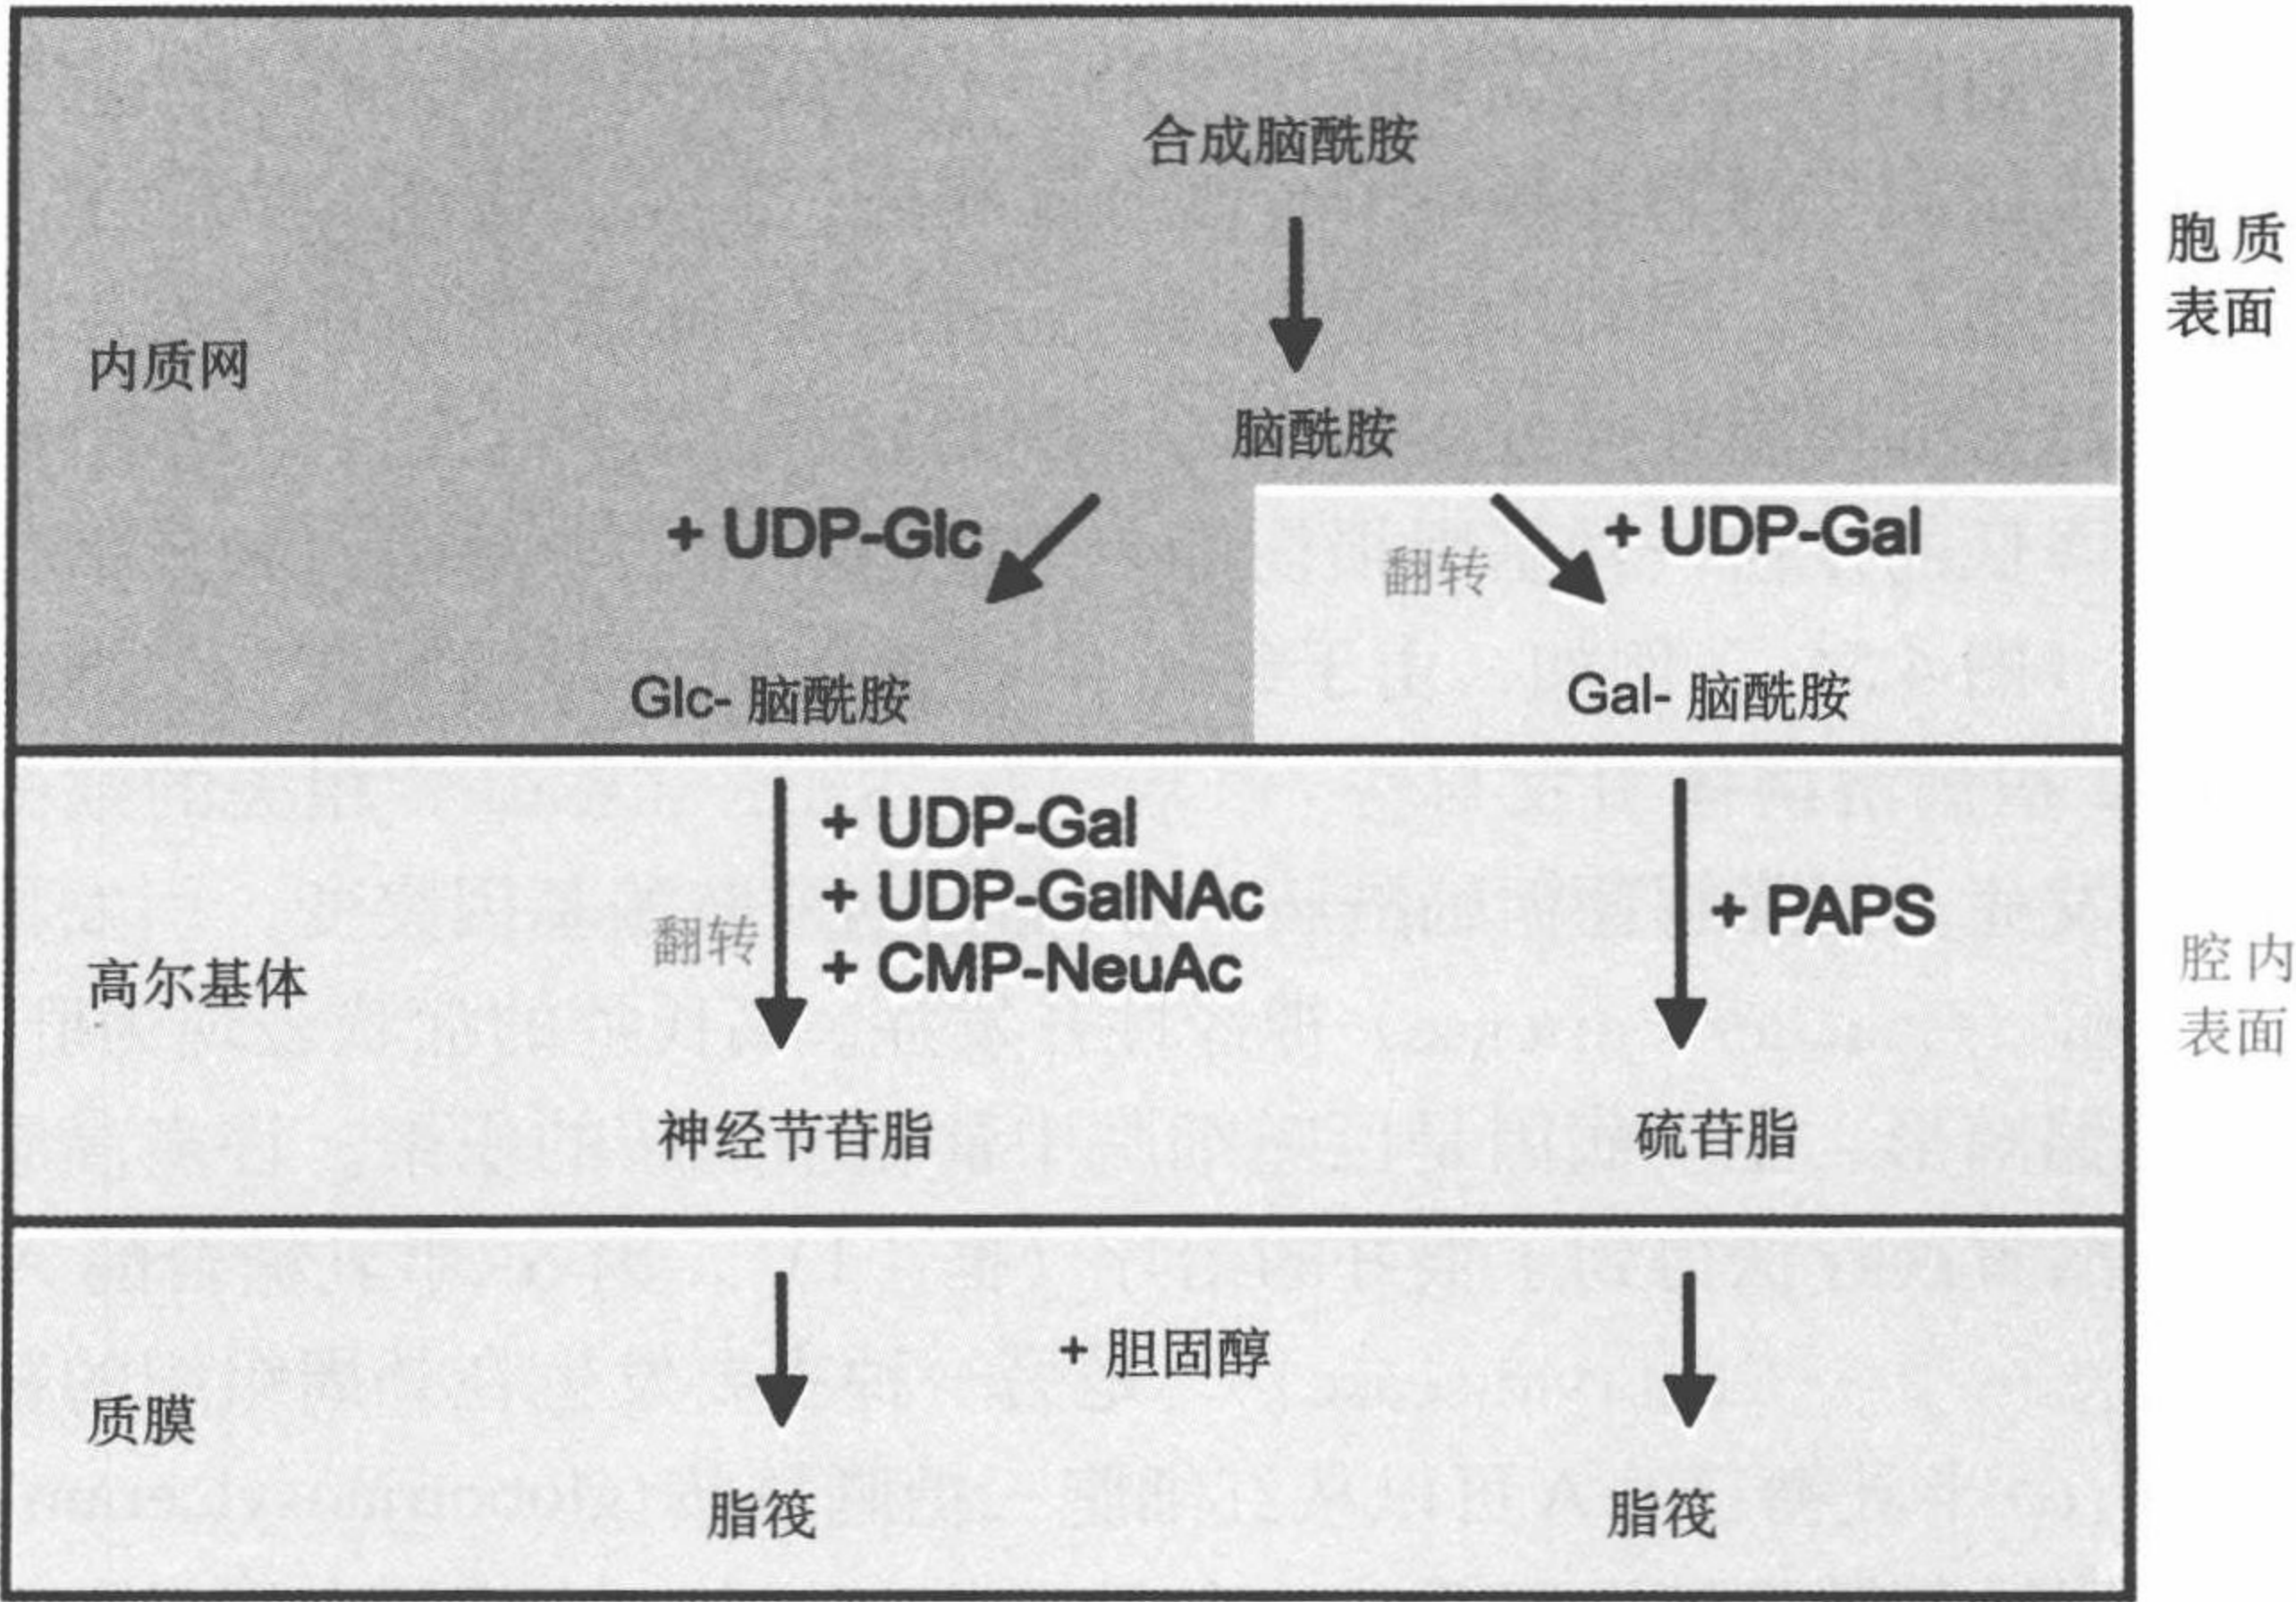 合成脑酰胺
胞质
表面
内质网
脑酰胺
+ UDP-Glc
翻转
+ UDP-Gal
Glc- 脑酰胺
Gal- 脑酰胺
+ UDP-Gal
+ UDP-GalNAc
+ CMP-NeuAc
翻转
+ PAPS
高尔基体
腔内
表面
神经节苷脂
硫苷脂
+ 胆固醇
质膜
脂筏
脂筏